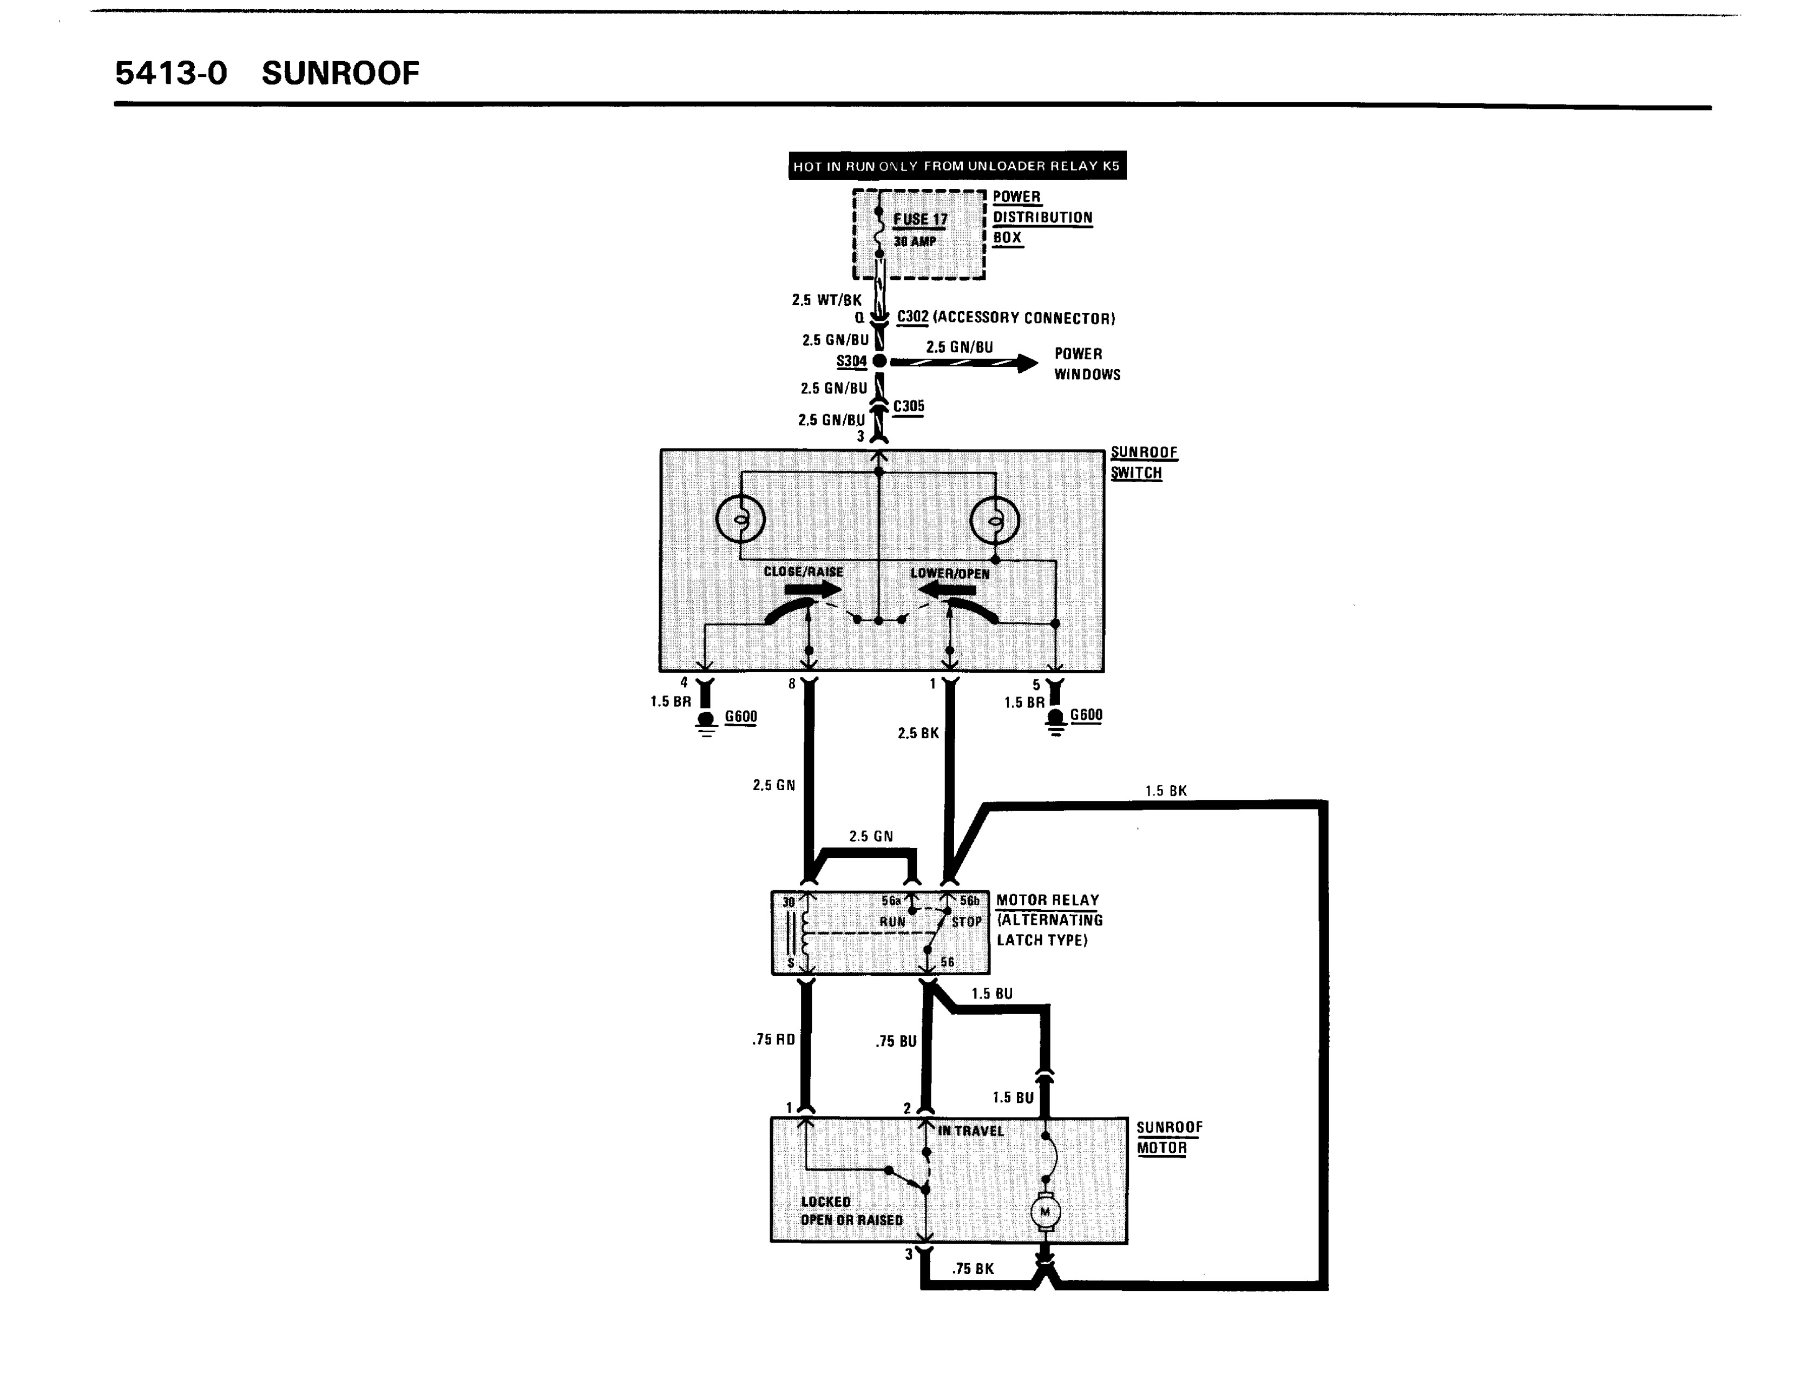 5413-0 SUNROOF
HOT IN RUN ONLY FROM UNLOADER RELAY K5
POWER
DISTRIBUTION
BOX
FUSE 17
30 AMP
2.5 WT/BK
Q
C302 (ACCESSORY CONNECTOR)
2.5 GN/BU
2.5 GN/BU
S304
POWER
WINDOWS
2.5 GN/BU
C305
2.5 GN/BU
3
SUNROOF
SWITCH
CLOSE/RAISE
LOWER/OPEN
4
8
1
5
1.5 BR
1.5 BR
G600
G600
2.5 BK
2.5 GN
1.5 BK
2.5 GN
30
56a
56b
RUN
STOP
S
56
MOTOR RELAY
(ALTERNATING
LATCH TYPE)
1.5 BU
.75 RD
.75 BU
1.5 BU
1
2
IN TRAVEL
SUNROOF
MOTOR
LOCKED
OPEN OR RAISED
M
3
.75 BK